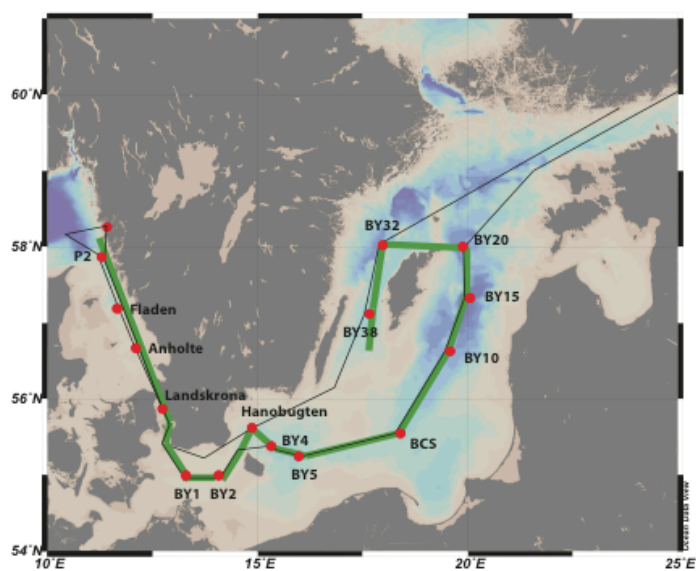 60°N
58°N
56°N
54°N
BY32
BY20
P2
BY15
Fladen
BY38
Anholte
BY10
Landskrona
Hanobugten
BY4
BCS
BY5
BY1 BY2
Ocean Data View
10°E 15°E 20°E 25°E